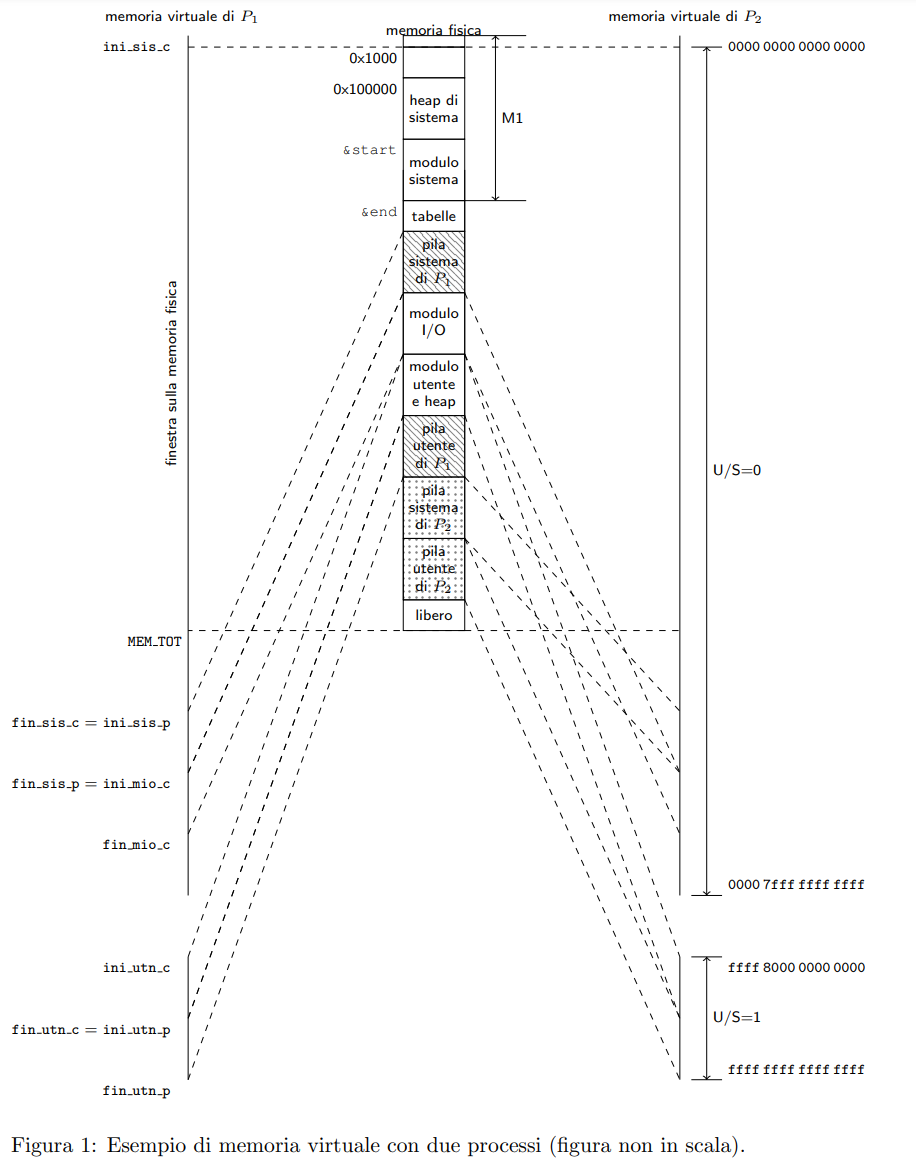 memoria virtuale di P1
memoria virtuale di P2
memoria fisica
ini_sis_c
0000 0000 0000 0000
0x1000
0x100000
heap di
sistema
M1
&start
modulo
sistema
&end
tabelle
pila
sistema
di P1
finestra sulla memoria fisica
modulo
I/O
modulo
utente
e heap
pila
utente
di P1
U/S=0
pila
sistema
di P2
pila
utente
di P2
libero
MEM_TOT
fin_sis_c = ini_sis_p
fin_sis_p = ini_mio_c
fin_mio_c
0000 7fff ffff ffff
ini_utn_c
ffff 8000 0000 0000
fin_utn_c = ini_utn_p
U/S=1
ffff ffff ffff ffff
fin_utn_p
Figura 1: Esempio di memoria virtuale con due processi (figura non in scala).